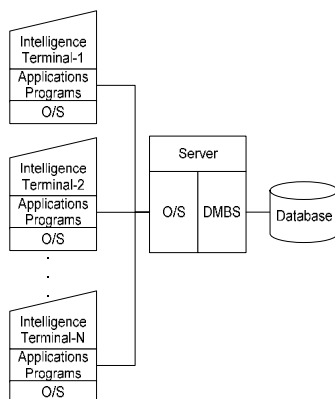 Intelligence
Terminal-1
Applications
Programs
O/S
Intelligence
Terminal-2
Applications
Programs
O/S
Intelligence
Terminal-N
Applications
Programs
O/S
Server
O/S
DMBS
Database